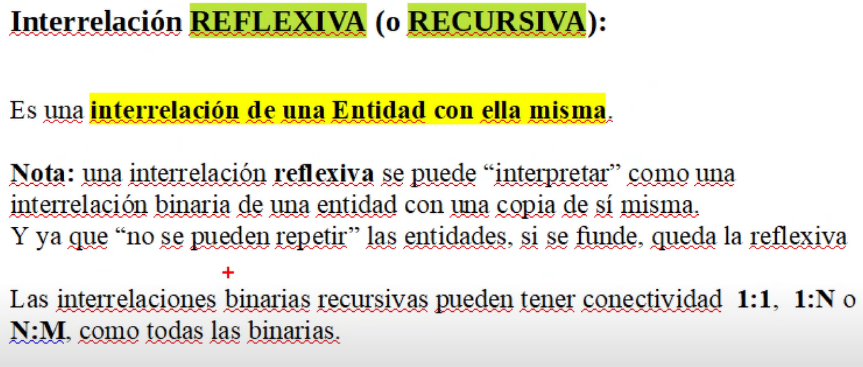 Interrelación REFLEXIVA (o RECURSIVA):
Es una interrelación de una Entidad con ella misma.
Nota: una interrelación reflexiva se puede “interpretar” como una
interrelación binaria de una entidad con una copia de sí misma.
Y ya que “no se pueden repetir” las entidades, si se funde, queda la reflexiva
Las interrelaciones binarias recursivas pueden tener conectividad 1:1, 1:N o
N:M, como todas las binarias.